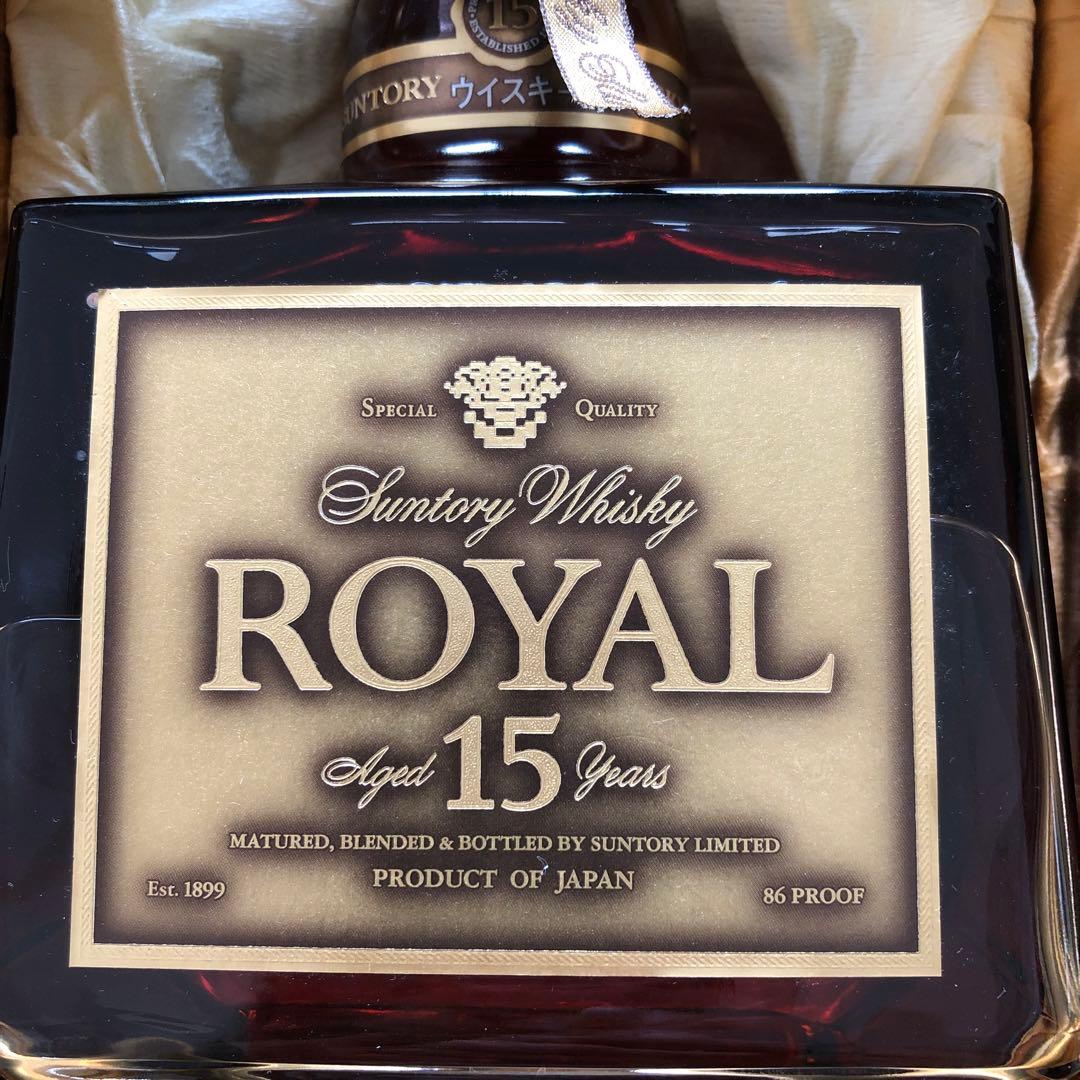 15
ESTABLISHED
SUNTORY ウイスキー
SPECIAL QUALITY
Suntory Whisky
ROYAL
Aged 15 Years
MATURED, BLENDED & BOTTLED BY SUNTORY LIMITED
PRODUCT OF JAPAN
Est. 1899
86 PROOF